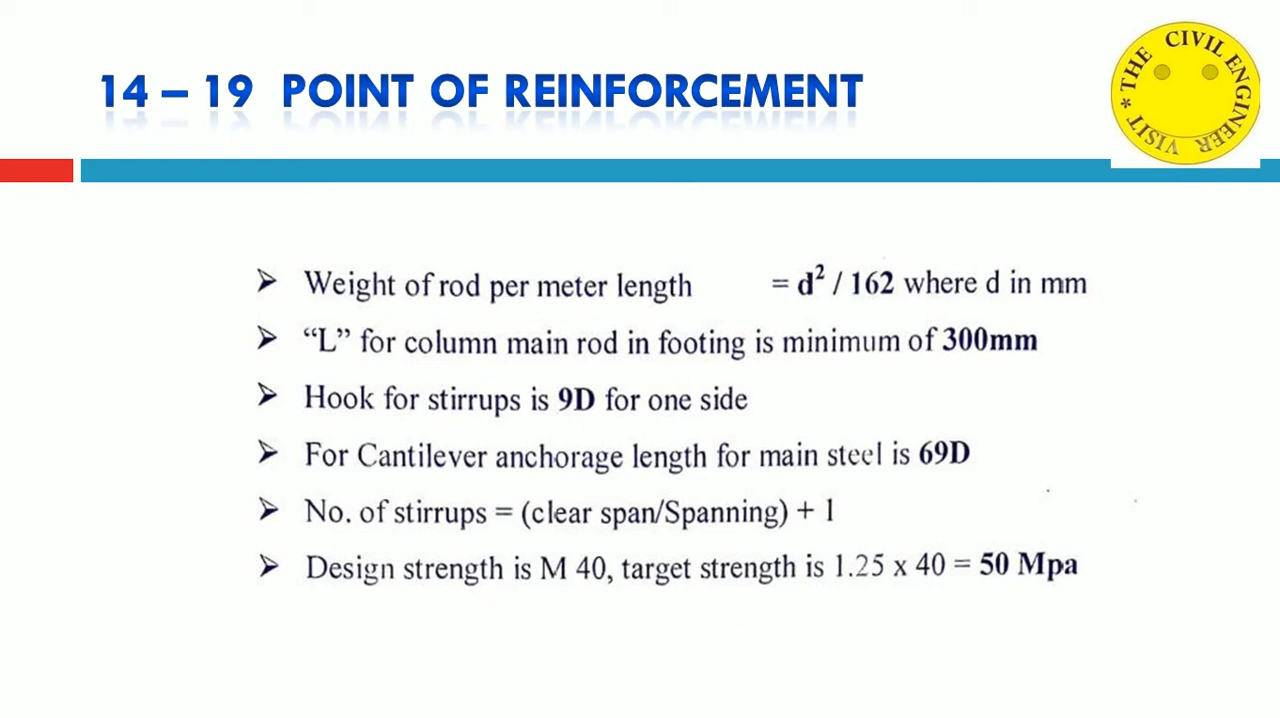 14 – 19 POINT OF REINFORCEMENT
THE CIVIL ENGINEER
* VISIT
➢ Weight of rod per meter length = d² / 162 where d in mm
➢ “L” for column main rod in footing is minimum of 300mm
➢ Hook for stirrups is 9D for one side
➢ For Cantilever anchorage length for main steel is 69D
➢ No. of stirrups = (clear span/Spanning) + 1
➢ Design strength is M 40, target strength is 1.25 x 40 = 50 Mpa